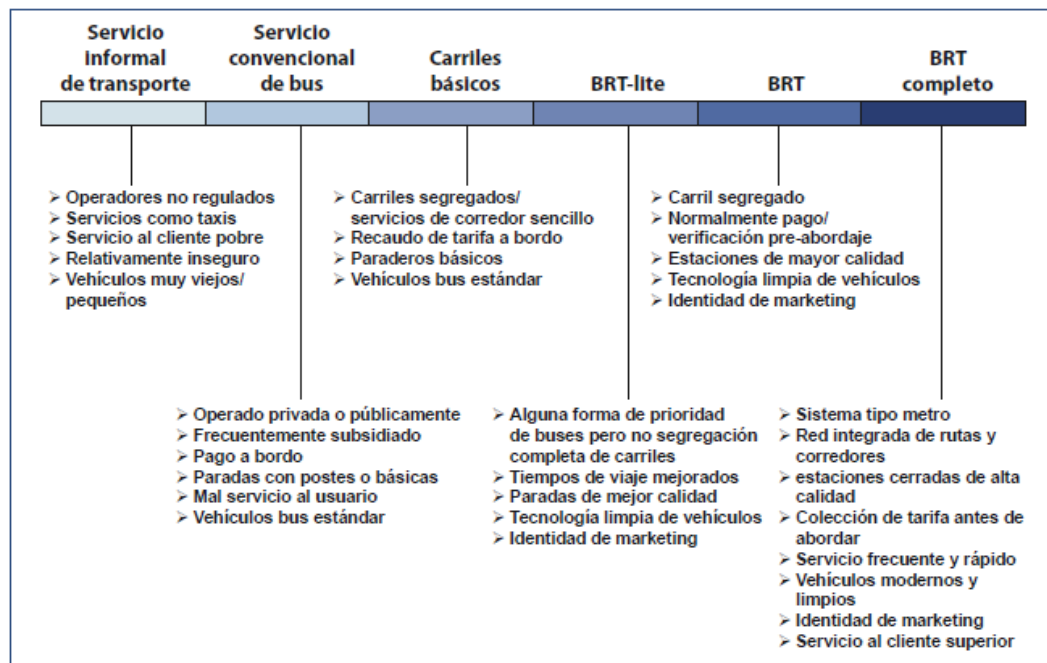 Servicio
informal
de transporte
Servicio
convencional
de bus
Carriles
básicos
BRT-lite
BRT
BRT
completo
➢ Operadores no regulados
➢ Servicios como taxis
➢ Servicio al cliente pobre
➢ Relativamente inseguro
➢ Vehículos muy viejos/
pequeños
➢ Carriles segregados/
servicios de corredor sencillo
➢ Recaudo de tarifa a bordo
➢ Paraderos básicos
➢ Vehículos bus estándar
➢ Carril segregado
➢ Normalmente pago/
verificación pre-abordaje
➢ Estaciones de mayor calidad
➢ Tecnología limpia de vehículos
➢ Identidad de marketing
➢ Operado privada o públicamente
➢ Frecuentemente subsidiado
➢ Pago a bordo
➢ Paradas con postes o básicas
➢ Mal servicio al usuario
➢ Vehículos bus estándar
➢ Alguna forma de prioridad
de buses pero no segregación
completa de carriles
➢ Tiempos de viaje mejorados
➢ Paradas de mejor calidad
➢ Tecnología limpia de vehículos
➢ Identidad de marketing
➢ Sistema tipo metro
➢ Red integrada de rutas y
corredores
➢ estaciones cerradas de alta
calidad
➢ Colección de tarifa antes de
abordar
➢ Servicio frecuente y rápido
➢ Vehículos modernos y
limpios
➢ Identidad de marketing
➢ Servicio al cliente superior